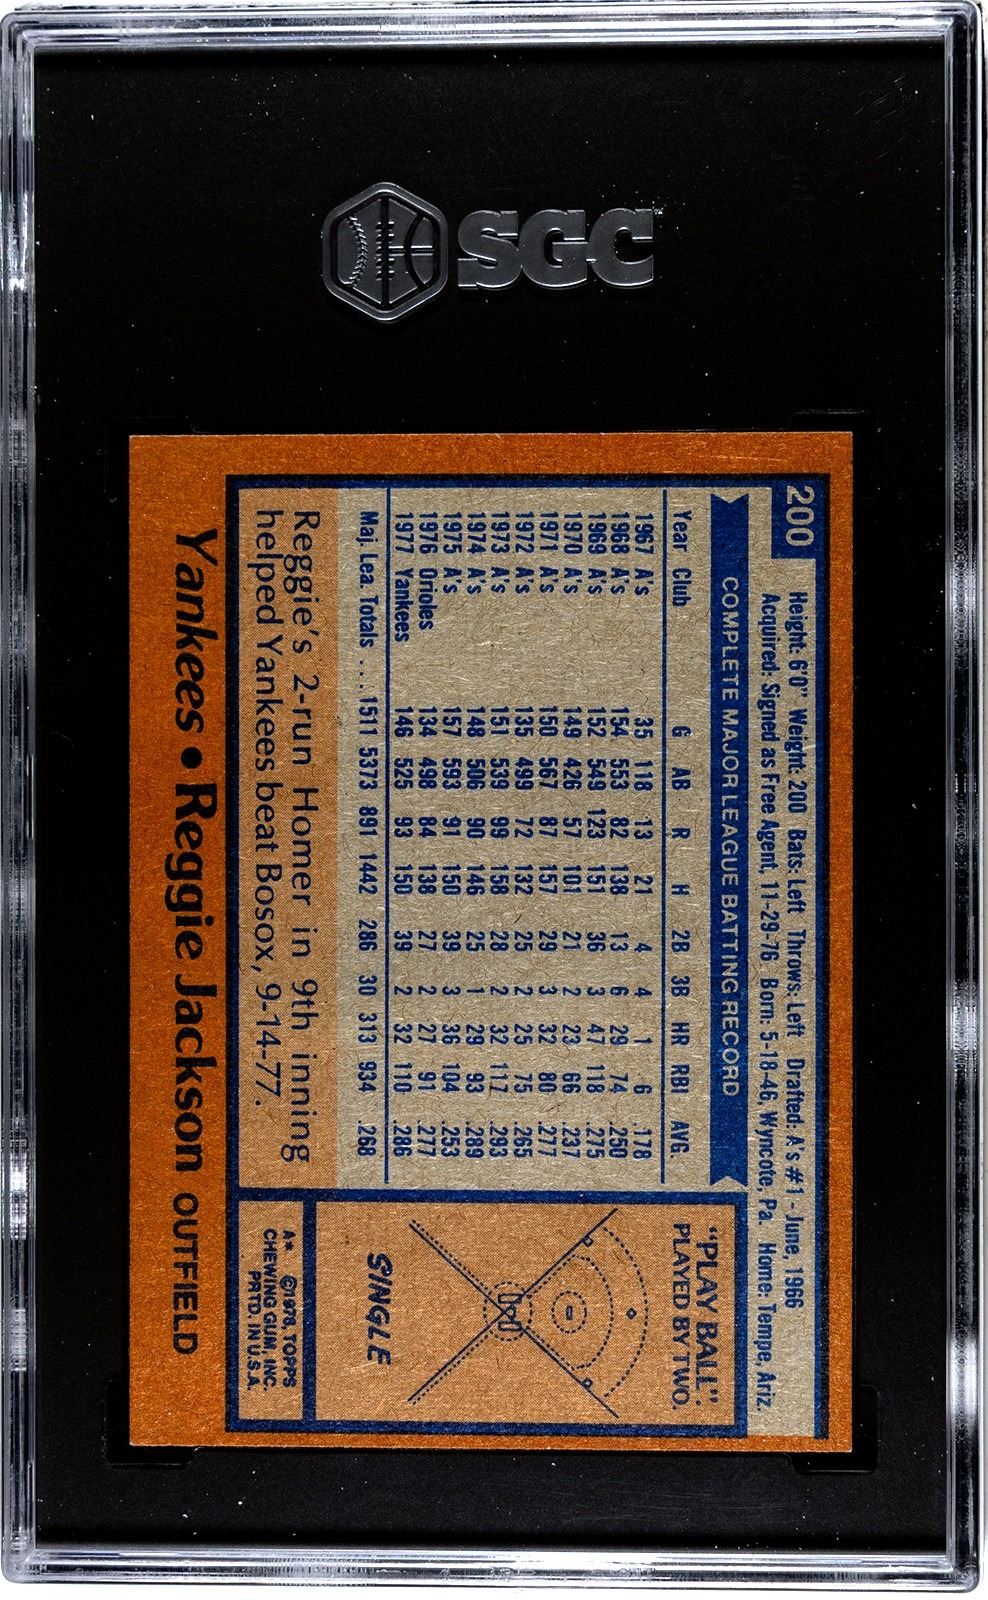 SGC
200
Height: 6'0" Weight: 200 Bats: Left Throws: Left Drafted: A's #1 - June, 1966
Acquired: Signed as Free Agent, 11-29-76 Born: 5-18-46, Wyncote, Pa. Home: Tempe, Ariz.
COMPLETE MAJOR LEAGUE BATTING RECORD
Year Club G AB R H 2B 3B HR RBI AVG.
1967 A's 35 118 13 21 4 4 1 6 .178
1968 A's 154 553 82 138 13 6 29 74 .250
1969 A's 152 549 123 151 36 3 47 118 .275
1970 A's 149 426 57 101 21 2 23 66 .237
1971 A's 150 567 87 157 29 3 32 80 .277
1972 A's 135 499 72 132 25 2 25 75 .265
1973 A's 151 539 99 158 28 2 32 117 .293
1974 A's 148 506 90 146 25 1 29 93 .289
1975 A's 157 593 91 150 39 3 36 104 .253
1976 Orioles 134 498 84 138 27 2 27 91 .277
1977 Yankees 146 525 93 150 39 2 32 110 .286
Maj. Lea. Totals .... 1511 5373 891 1442 286 30 313 934 .268
Reggie's 2-run Homer in 9th inning
helped Yankees beat Bosox, 9-14-77.
"PLAY BALL"
PLAYED BY TWO.
SINGLE
A* ©1978, TOPPS
CHEWING GUM, INC.
PRTD. IN U.S.A.
Yankees • Reggie Jackson OUTFIELD